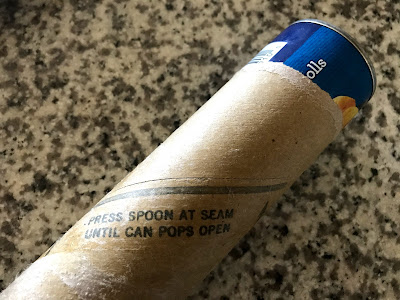 olls
PRESS SPOON AT SEAM
UNTIL CAN POPS OPEN